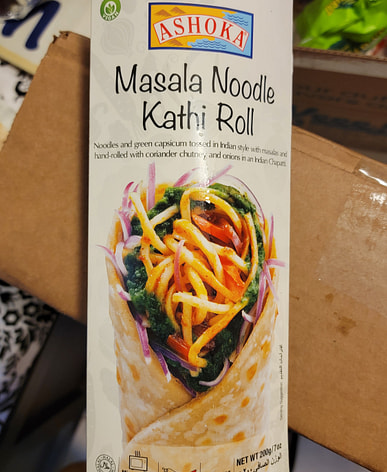 ASHOKA
Masala Noodle
Kathi Roll
Noodles and green capsicum tossed in Indian style with masalas and
hand-rolled with coriander chutney and onions in an Indian Chapatti.
NET WT 200g/7oz